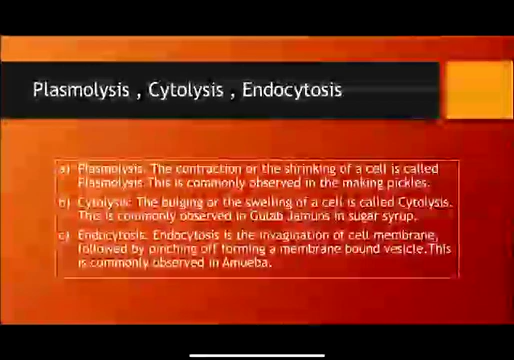 Plasmolysis , Cytolysis , Endocytosis
a) Plasmolysis: The contraction or the shrinking of a cell is called
Plasmolysis.This is commonly observed in the making pickles.
b) Cytolysis: The bulging or the swelling of a cell is called Cytolysis.
This is commonly observed in Gulab Jamuns in sugar syrup.
c) Endocytosis: Endocytosis is the invagination of cell membrane,
followed by pinching off forming a membrane bound vesicle.This
is commonly observed in Amueba.